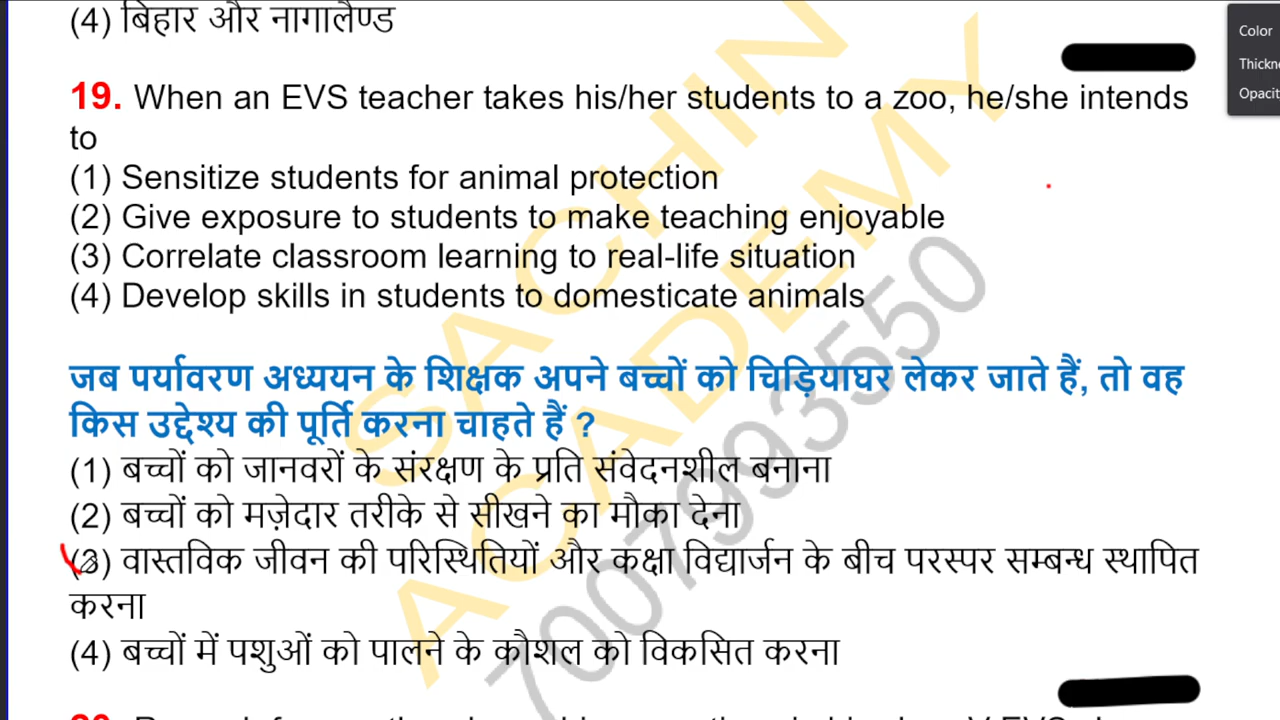 (4) बिहार और नागालैण्ड
Color
Thickne
Opacit
19. When an EVS teacher takes his/her students to a zoo, he/she intends
to
(1) Sensitize students for animal protection
(2) Give exposure to students to make teaching enjoyable
(3) Correlate classroom learning to real-life situation
(4) Develop skills in students to domesticate animals
जब पर्यावरण अध्ययन के शिक्षक अपने बच्चों को चिड़ियाघर लेकर जाते हैं, तो वह
किस उद्देश्य की पूर्ति करना चाहते हैं ?
(1) बच्चों को जानवरों के संरक्षण के प्रति संवेदनशील बनाना
(2) बच्चों को मज़ेदार तरीके से सीखने का मौका देना
(3) वास्तविक जीवन की परिस्थितियों और कक्षा विद्यार्जन के बीच परस्पर सम्बन्ध स्थापित
करना
(4) बच्चों में पशुओं को पालने के कौशल को विकसित करना
SACHIN
ACADEMY
7007993550